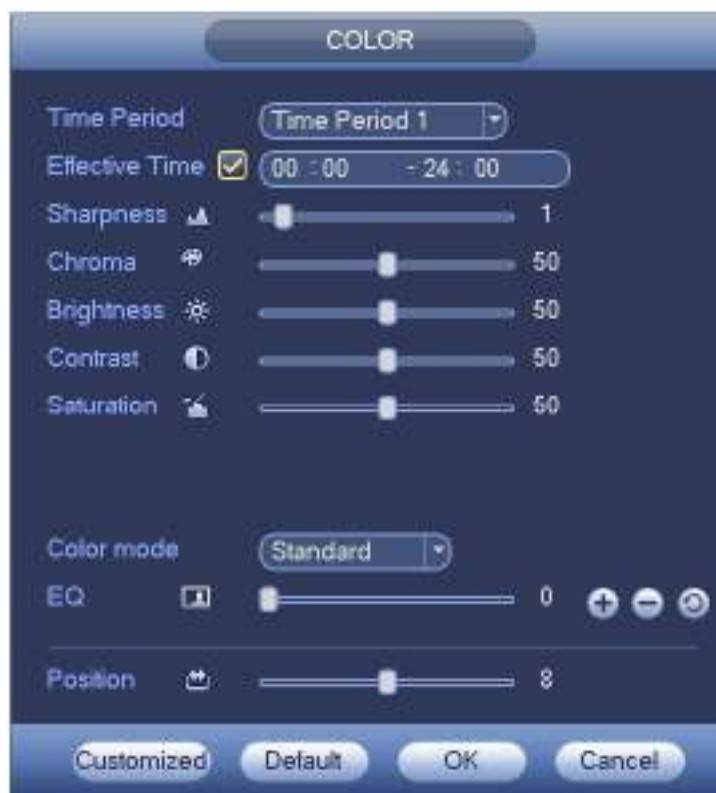 COLOR
Time Period Time Period 1
Effective Time 00 : 00 - 24 : 00
Sharpness 1
Chroma 50
Brightness 50
Contrast 50
Saturation 50
Color mode Standard
EQ 0
Position 8
Customized Default OK Cancel